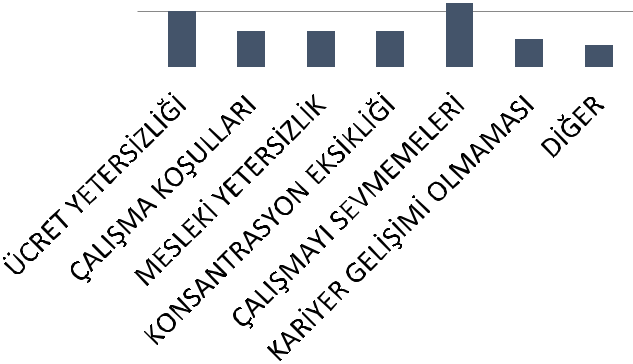 ÜCRET YETERSİZLİĞİ
ÇALIŞMA KOŞULLARI
MESLEKİ YETERSİZLİK
KONSANTRASYON EKSİKLİĞİ
ÇALIŞMAYI SEVMEMELERİ
KARİYER GELİŞİMİ OLMAMASI
DİĞER